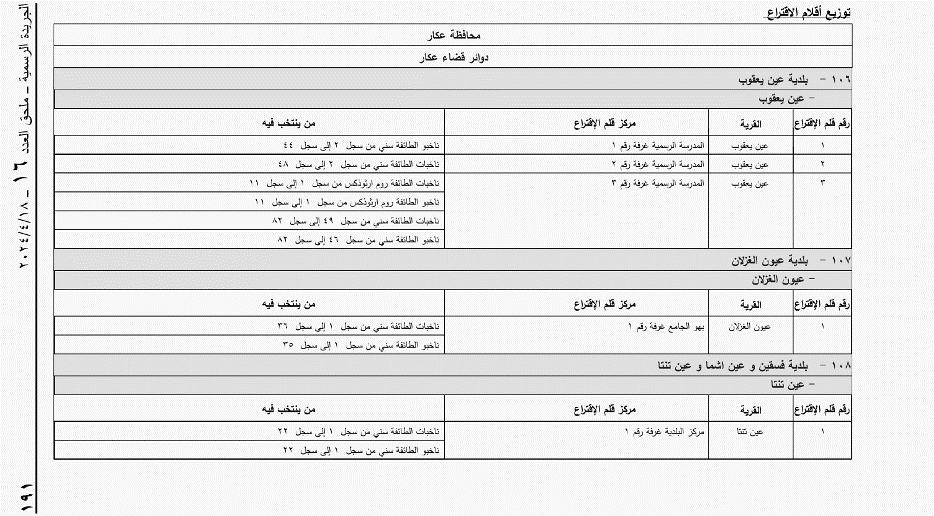 توزيع أقلام الاقتراع
محافظة عكار
دوائر قضاء عكار
١٠٦ - بلدية عين يعقوب
- عين يعقوب
رقم قلم الإقتراع القرية مركز قلم الإقتراع من ينتخب فيه
١ عين يعقوب المدرسة الرسمية غرفة رقم ١ ناخبو الطائفة سني من سجل ٢ إلى سجل ٤٤
٢ عين يعقوب المدرسة الرسمية غرفة رقم ٢ ناخبات الطائفة سني من سجل ٢ إلى سجل ٤٨
٣ عين يعقوب المدرسة الرسمية غرفة رقم ٣ ناخبات الطائفة روم ارثوذكس من سجل ١ إلى سجل ١١
ناخبو الطائفة روم ارثوذكس من سجل ١ إلى سجل ١١
ناخبات الطائفة سني من سجل ٤٩ إلى سجل ٨٢
ناخبو الطائفة سني من سجل ٤٦ إلى سجل ٨٢
١٠٧ - بلدية عيون الغزلان
- عيون الغزلان
رقم قلم الإقتراع القرية مركز قلم الإقتراع من ينتخب فيه
١ عيون الغزلان بهو الجامع غرفة رقم ١ ناخبات الطائفة سني من سجل ١ إلى سجل ٣٦
ناخبو الطائفة سني من سجل ١ إلى سجل ٣٥
١٠٨ - بلدية فسقين و عين اشما و عين تنتا
- عين تنتا
رقم قلم الإقتراع القرية مركز قلم الإقتراع من ينتخب فيه
١ عين تنتا مركز البلدية غرفة رقم ١ ناخبات الطائفة سني من سجل ١ إلى سجل ٢٢
ناخبو الطائفة سني من سجل ١ إلى سجل ٢٢
الجريدة الرسمية – ملحق العدد ١٦ – ٢٠٢٤/٤/١٨
١٩١